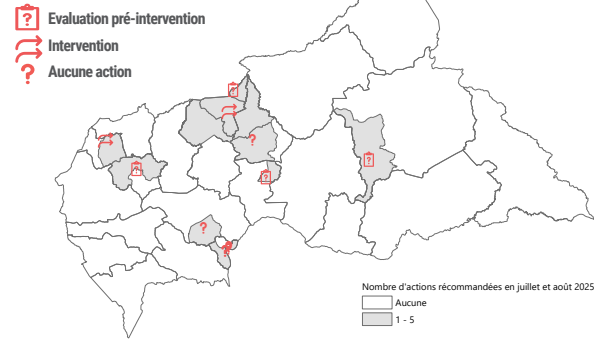 Evaluation pré-intervention
Intervention
Aucune action
Nombre d'actions récommandées en juillet et août 2025
Aucune
1 - 5